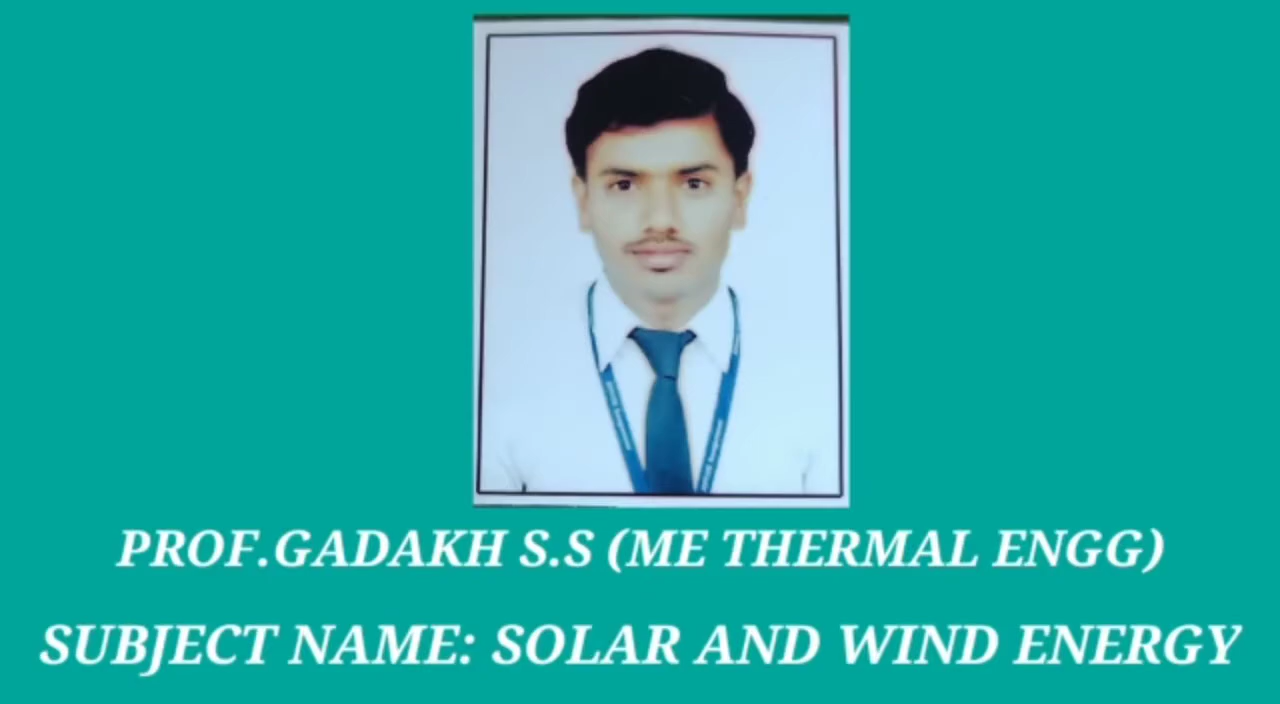 PROF.GADAKH S.S (ME THERMAL ENGG)
SUBJECT NAME: SOLAR AND WIND ENERGY